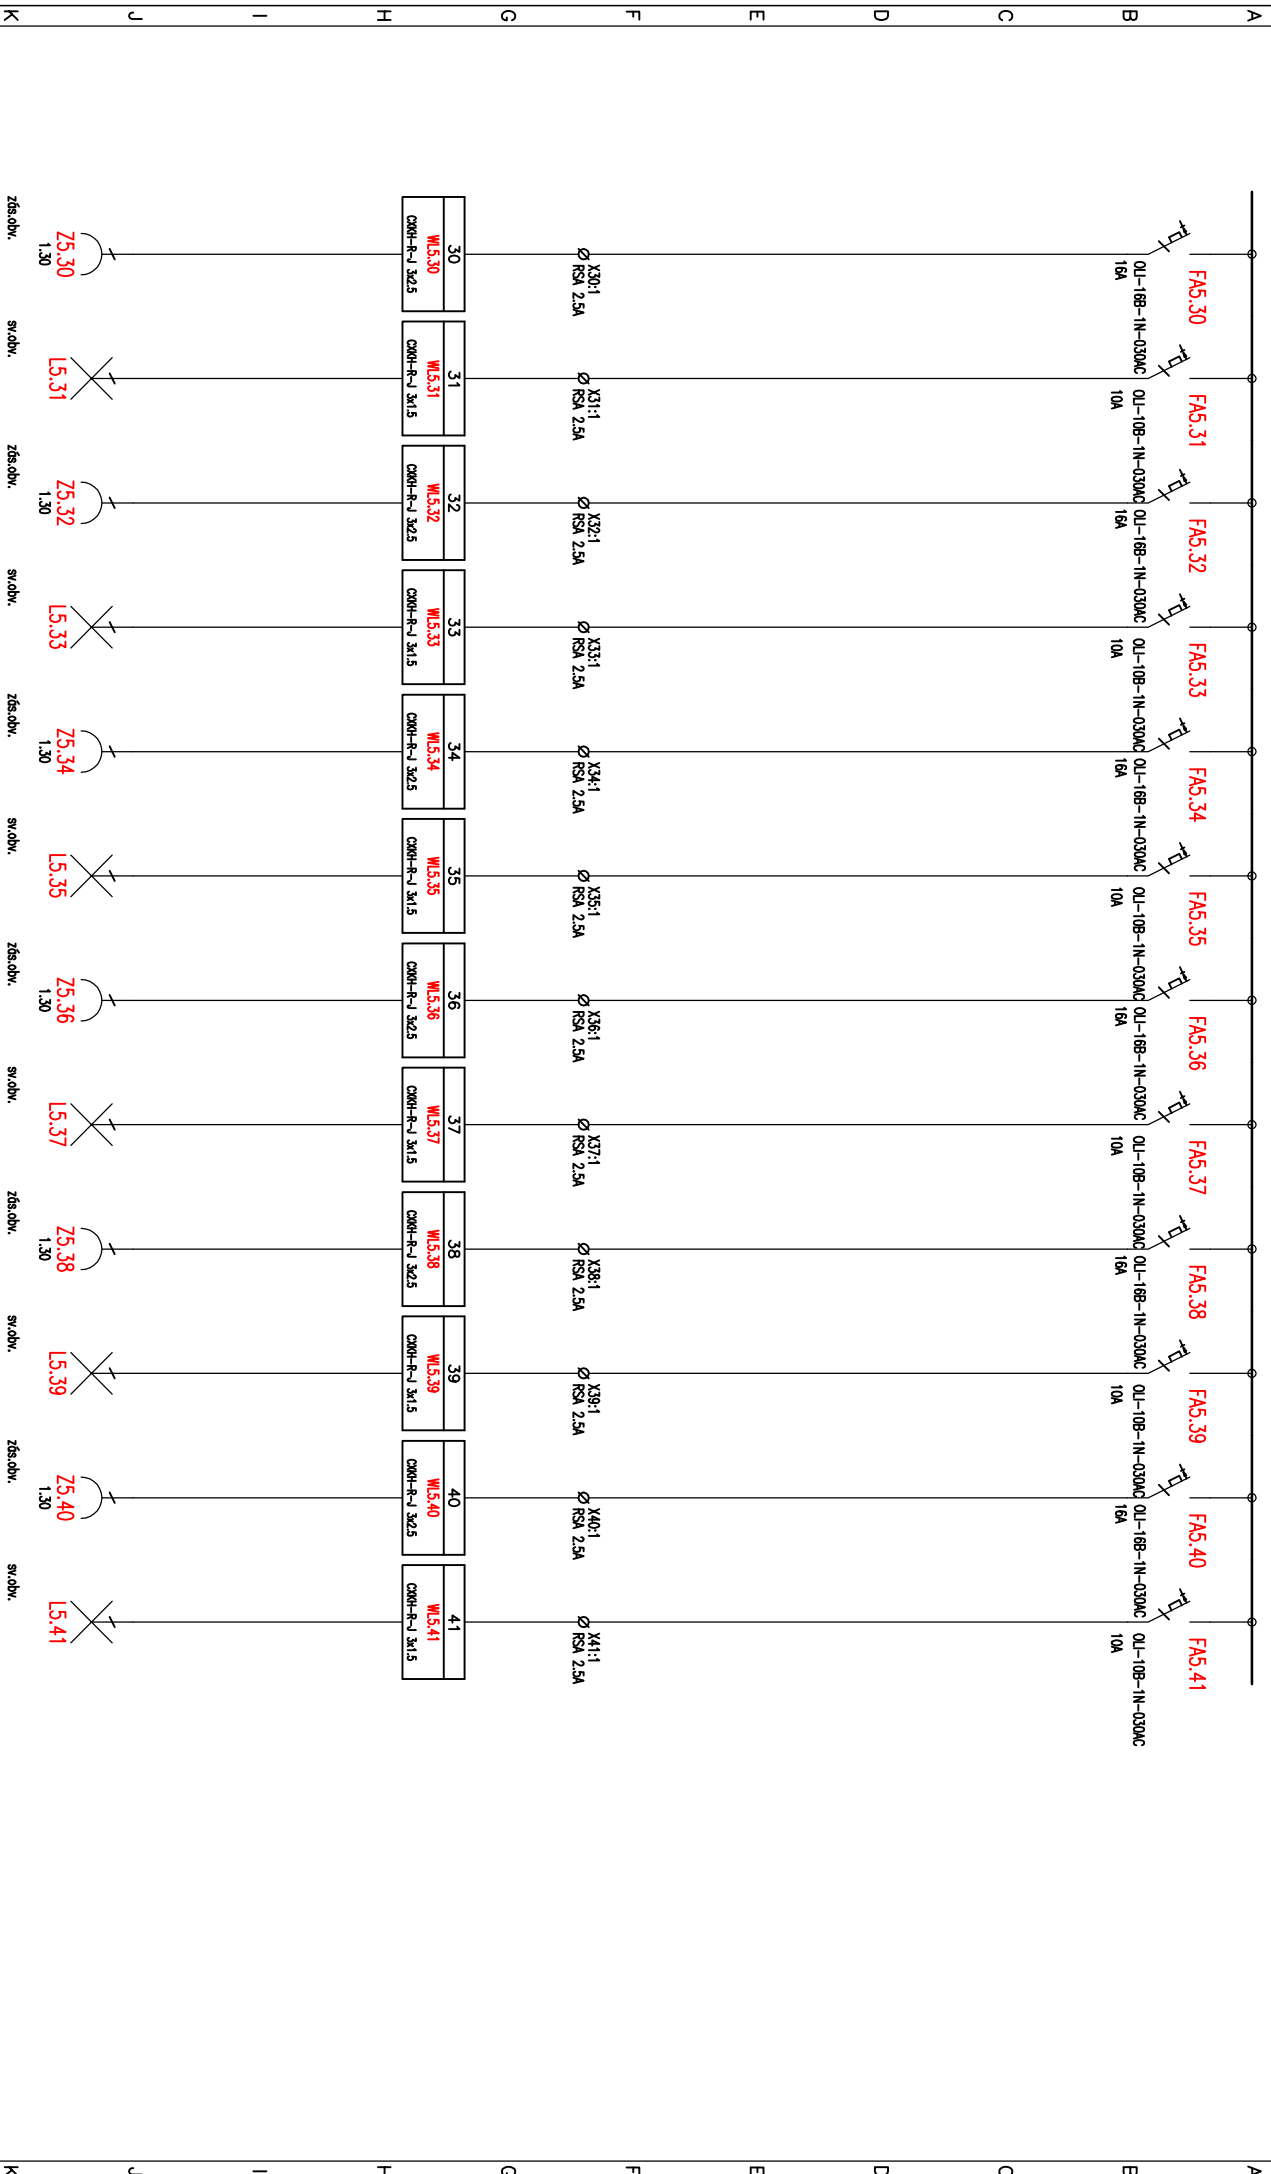 A B C D E F G H I J K
FA5.30
OLI-16B-1N-030AC
16A
X30:1
RSA 2.5A
30
WL5.30
CXKH-R-J 3x2.5
Z5.30
1.30
zás.obv.
FA5.31
OLI-10B-1N-030AC
10A
X31:1
RSA 2.5A
31
WL5.31
CXKH-R-J 3x1.5
L5.31
sv.obv.
FA5.32
OLI-16B-1N-030AC
16A
X32:1
RSA 2.5A
32
WL5.32
CXKH-R-J 3x2.5
Z5.32
1.30
zás.obv.
FA5.33
OLI-10B-1N-030AC
10A
X33:1
RSA 2.5A
33
WL5.33
CXKH-R-J 3x1.5
L5.33
sv.obv.
FA5.34
OLI-16B-1N-030AC
16A
X34:1
RSA 2.5A
34
WL5.34
CXKH-R-J 3x2.5
Z5.34
1.30
zás.obv.
FA5.35
OLI-10B-1N-030AC
10A
X35:1
RSA 2.5A
35
WL5.35
CXKH-R-J 3x1.5
L5.35
sv.obv.
FA5.36
OLI-16B-1N-030AC
16A
X36:1
RSA 2.5A
36
WL5.36
CXKH-R-J 3x2.5
Z5.36
1.30
zás.obv.
FA5.37
OLI-10B-1N-030AC
10A
X37:1
RSA 2.5A
37
WL5.37
CXKH-R-J 3x1.5
L5.37
sv.obv.
FA5.38
OLI-16B-1N-030AC
16A
X38:1
RSA 2.5A
38
WL5.38
CXKH-R-J 3x2.5
Z5.38
1.30
zás.obv.
FA5.39
OLI-10B-1N-030AC
10A
X39:1
RSA 2.5A
39
WL5.39
CXKH-R-J 3x1.5
L5.39
sv.obv.
FA5.40
OLI-16B-1N-030AC
16A
X40:1
RSA 2.5A
40
WL5.40
CXKH-R-J 3x2.5
Z5.40
1.30
zás.obv.
FA5.41
OLI-10B-1N-030AC
10A
X41:1
RSA 2.5A
41
WL5.41
CXKH-R-J 3x1.5
L5.41
sv.obv.
A B C D E F G H I J K